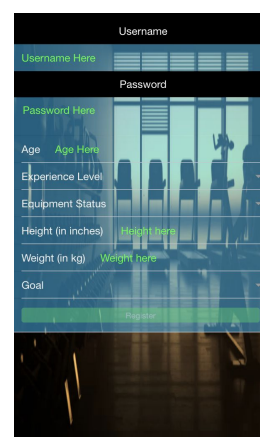 Username
Username Here
Password
Password Here
Age Age Here
Experience Level
Equipment Status
Height (in inches) Height here
Weight (in kg) Weight here
Goal
Register